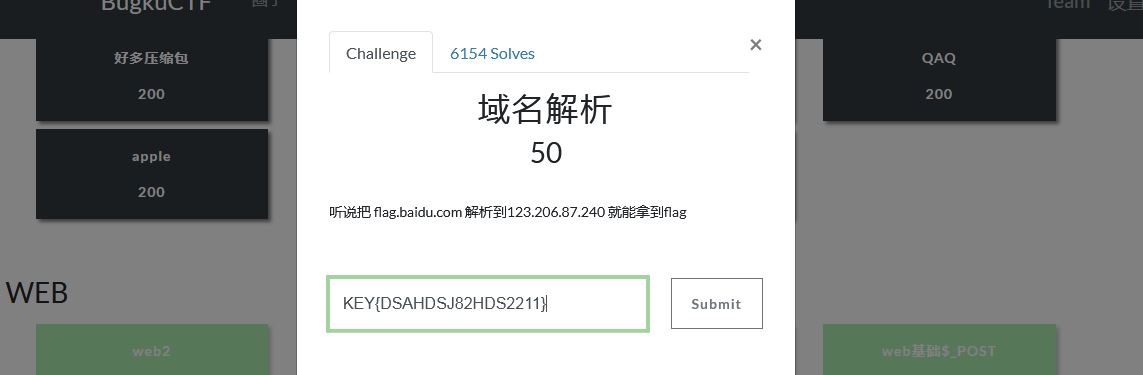 BugkuCTF
Team 设置
Challenge
6154 Solves
×
好多压缩包
200
QAQ
200
域名解析
50
apple
200
听说把 flag.baidu.com 解析到123.206.87.240 就能拿到flag
WEB
KEY{DSAHDSJ82HDS2211}
Submit
web2
web基础$_POST